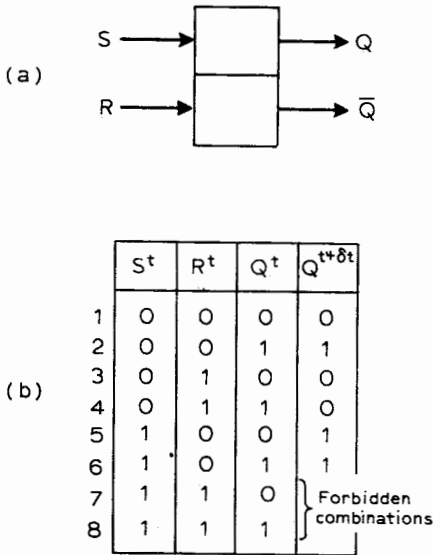 (a)
S Q
R Q̅
(b)
S^t R^t Q^t Q^{t+δt}
1 0 0 0 0
2 0 0 1 1
3 0 1 0 0
4 0 1 1 0
5 1 0 0 1
6 1 0 1 1
7 1 1 0 Forbidden
8 1 1 1 combinations